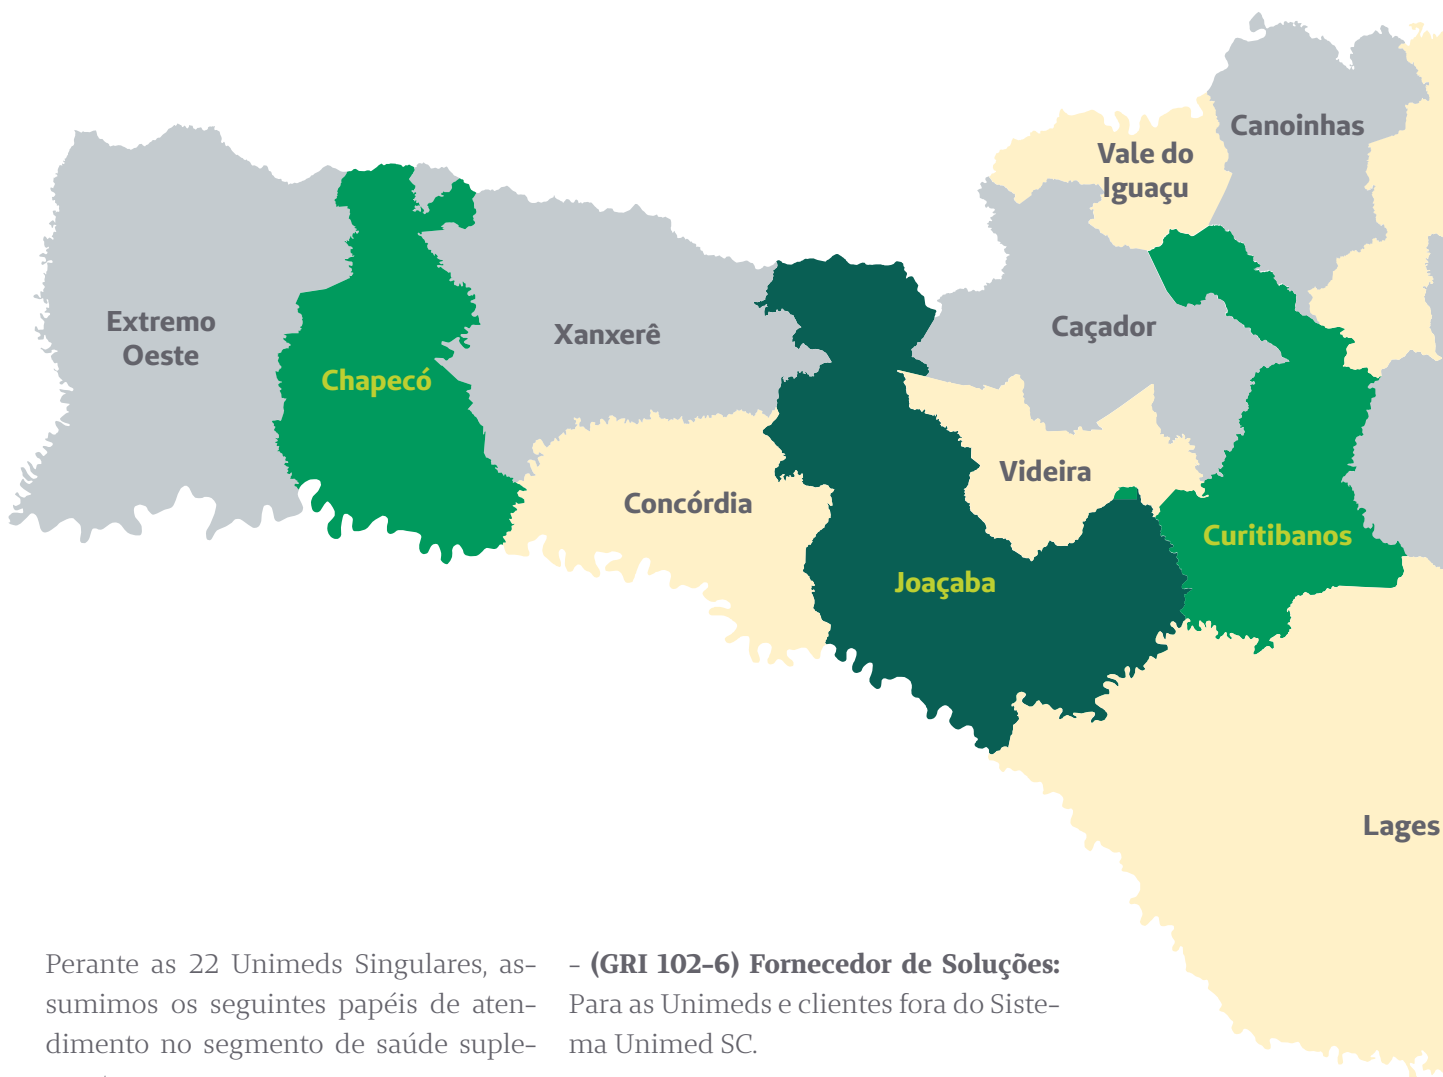 Canoinhas
Vale do
Iguaçu
Extremo
Oeste
Xanxerê
Caçador
Chapecó
Videira
Concórdia
Curitibanos
Joaçaba
Lages
Perante as 22 Unimeds Singulares, as-
sumimos os seguintes papéis de aten-
dimento no segmento de saúde suple-
- (GRI 102-6) Fornecedor de Soluções:
Para as Unimeds e clientes fora do Siste-
ma Unimed SC.